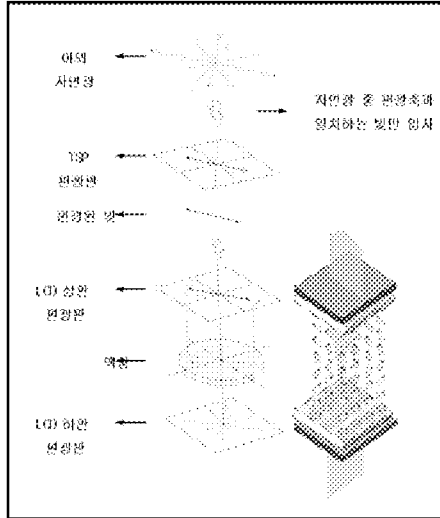 야외
자연광
자연광 중 편광축과
일치하는 빛만 입사
TSP
편광판
편광된 빛
LCD 상판
편광판
액정
LCD 하판
편광판